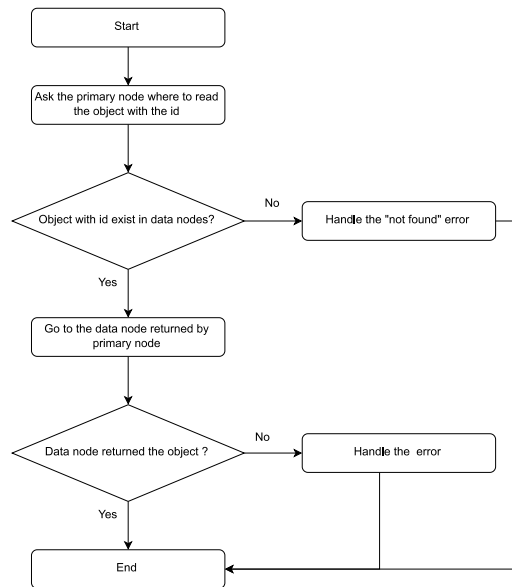 Start
Ask the primary node where to read
the object with the id
Object with id exist in data nodes?
No
Handle the "not found" error
Yes
Go to the data node returned by
primary node
Data node returned the object ?
No
Handle the error
Yes
End